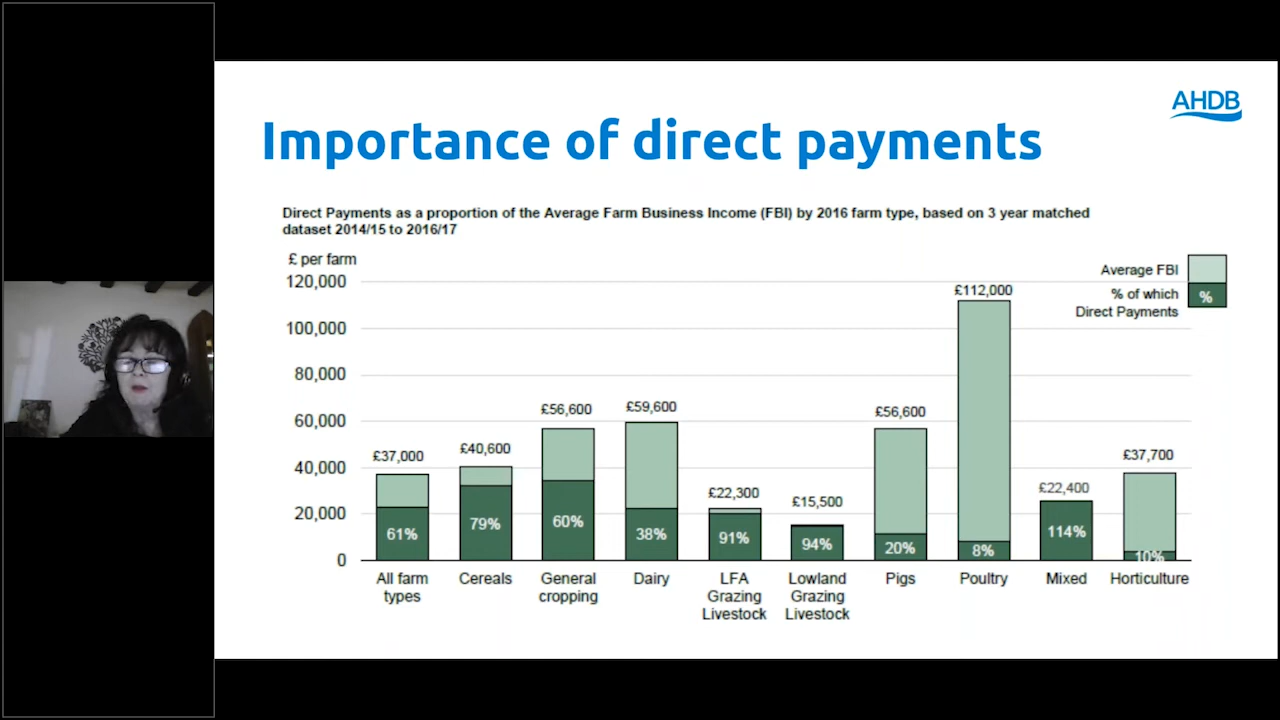 AHDB
Importance of direct payments
Direct Payments as a proportion of the Average Farm Business Income (FBI) by 2016 farm type, based on 3 year matched
dataset 2014/15 to 2016/17
£ per farm
120,000
100,000
80,000
60,000
40,000
20,000
0
Average FBI
% of which
Direct Payments
%
£37,000
£40,600
£56,600
£59,600
£22,300
£15,500
£56,600
£112,000
£22,400
£37,700
61%
79%
60%
38%
91%
94%
20%
8%
114%
10%
All farm
types
Cereals
General
cropping
Dairy
LFA
Grazing
Livestock
Lowland
Grazing
Livestock
Pigs
Poultry
Mixed
Horticulture